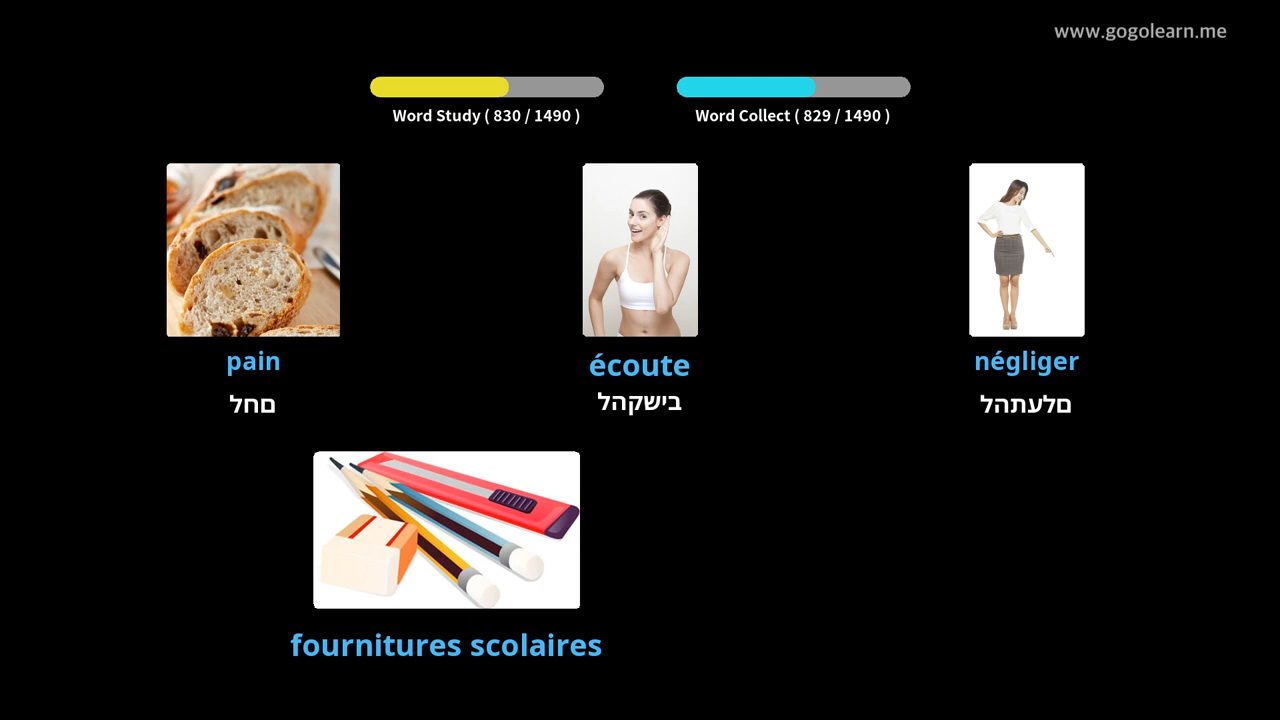 www.gogolearn.me
Word Study ( 830 / 1490 )
Word Collect ( 829 / 1490 )
pain
םחל
écoute
בישקהל
négliger
םלעתהל
fournitures scolaires